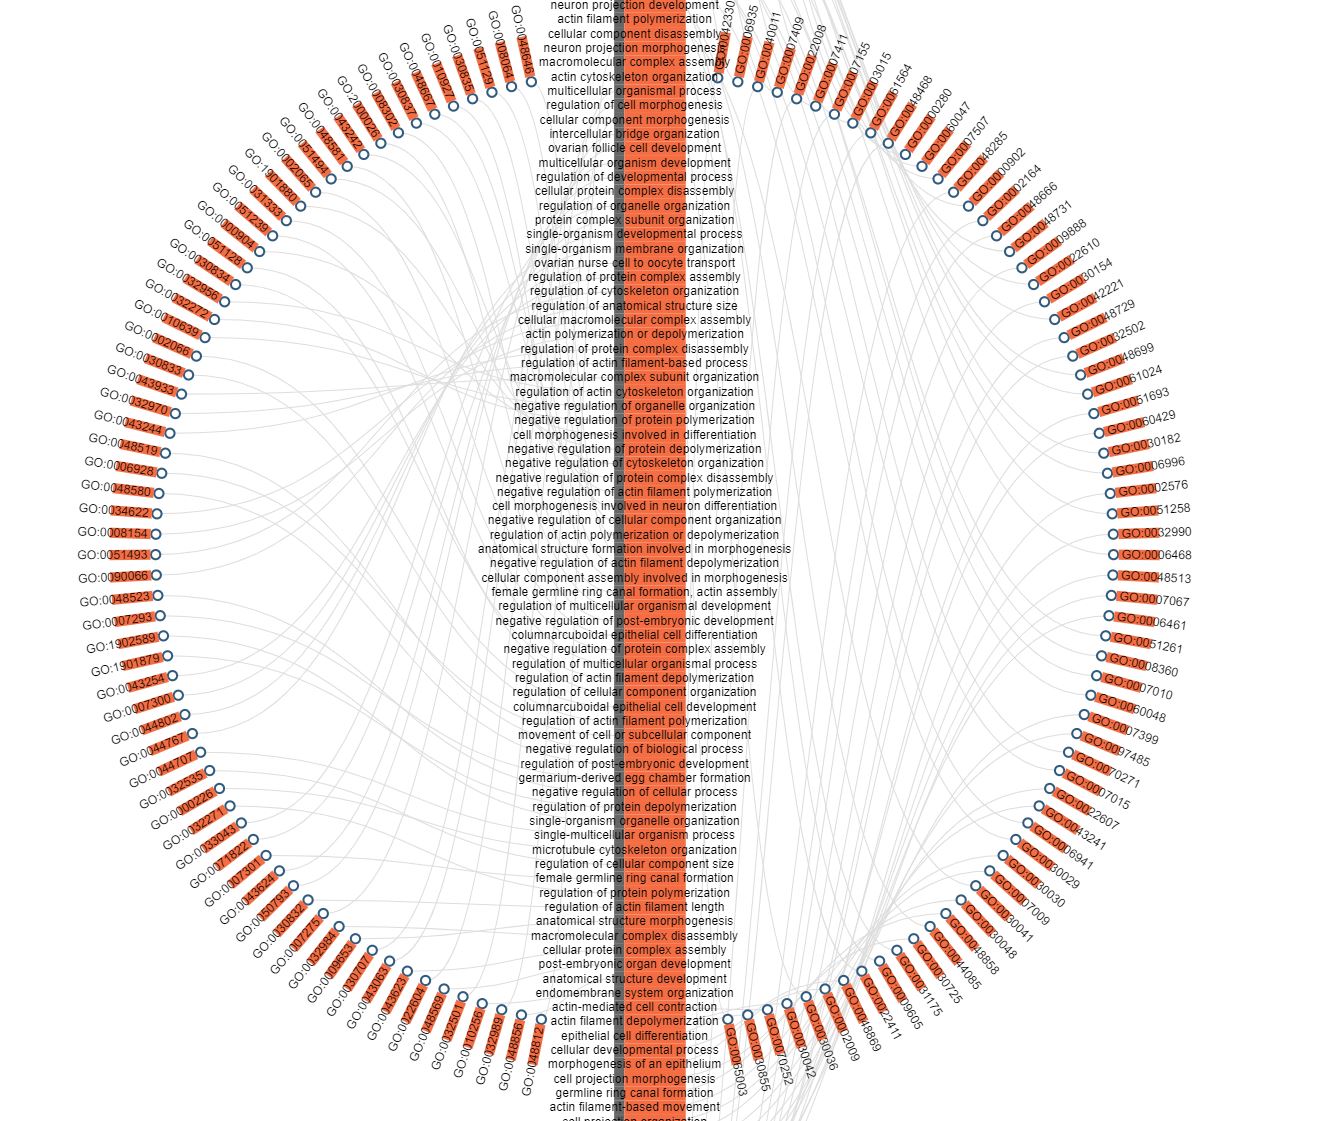 neuron projection development
actin filament polymerization
cellular component disassembly
neuron projection morphogenesis
macromolecular complex assembly
actin cytoskeleton organization
multicellular organismal process
regulation of cell morphogenesis
cellular component morphogenesis
intercellular bridge organization
ovarian follicle cell development
multicellular organism development
regulation of developmental process
cellular protein complex disassembly
regulation of organelle organization
protein complex subunit organization
single-organism developmental process
single-organism membrane organization
ovarian nurse cell to oocyte transport
regulation of protein complex assembly
regulation of cytoskeleton organization
regulation of anatomical structure size
cellular macromolecular complex assembly
actin polymerization or depolymerization
regulation of protein complex disassembly
regulation of actin filament-based process
macromolecular complex subunit organization
regulation of actin cytoskeleton organization
negative regulation of organelle organization
negative regulation of protein polymerization
cell morphogenesis involved in differentiation
negative regulation of protein depolymerization
negative regulation of cytoskeleton organization
negative regulation of protein complex disassembly
negative regulation of actin filament polymerization
cell morphogenesis involved in neuron differentiation
negative regulation of cellular component organization
regulation of actin polymerization or depolymerization
anatomical structure formation involved in morphogenesis
negative regulation of actin filament depolymerization
cellular component assembly involved in morphogenesis
female germline ring canal formation, actin assembly
regulation of multicellular organismal development
negative regulation of post-embryonic development
columnarcuboidal epithelial cell differentiation
negative regulation of protein complex assembly
regulation of multicellular organismal process
regulation of actin filament depolymerization
regulation of cellular component organization
columnarcuboidal epithelial cell development
regulation of actin filament polymerization
movement of cell or subcellular component
negative regulation of biological process
regulation of post-embryonic development
germarium-derived egg chamber formation
negative regulation of cellular process
regulation of protein depolymerization
single-organism organelle organization
single-multicellular organism process
microtubule cytoskeleton organization
regulation of cellular component size
female germline ring canal formation
regulation of protein polymerization
regulation of actin filament length
anatomical structure morphogenesis
macromolecular complex disassembly
cellular protein complex assembly
post-embryonic organ development
anatomical structure development
endomembrane system organization
actin-mediated cell contraction
actin filament depolymerization
epithelial cell differentiation
cellular developmental process
morphogenesis of an epithelium
cell projection morphogenesis
germline ring canal formation
actin filament-based movement
cell projection organization
GO:0048646
GO:0008064
GO:0051129
GO:0030835
GO:0010927
GO:0048667
GO:0030837
GO:0008302
GO:2000026
GO:0043242
GO:0048581
GO:0051494
GO:0002065
GO:1901880
GO:0031333
GO:0051239
GO:0000904
GO:0051128
GO:0030834
GO:0032956
GO:0032272
GO:0010639
GO:0002066
GO:0030833
GO:0043933
GO:0032970
GO:0043244
GO:0048519
GO:0006928
GO:0048580
GO:0034622
GO:0008154
GO:0051493
GO:0090066
GO:0048523
GO:0007293
GO:1902589
GO:1901879
GO:0043254
GO:0007300
GO:0044802
GO:0044767
GO:0044707
GO:0032535
GO:0000226
GO:0032271
GO:0033043
GO:0071822
GO:0007301
GO:0043624
GO:0050793
GO:0030832
GO:0007275
GO:0032984
GO:0009653
GO:0030707
GO:0043063
GO:0043623
GO:0022604
GO:0048569
GO:0032501
GO:0010256
GO:0032989
GO:0048856
GO:0048812
GO:0042330
GO:0006935
GO:0040011
GO:0007409
GO:0022008
GO:0007411
GO:0007155
GO:0003015
GO:0061564
GO:0048468
GO:0000280
GO:0060047
GO:0007507
GO:0048285
GO:0000902
GO:0002164
GO:0048666
GO:0048731
GO:0009888
GO:0022610
GO:0030154
GO:0042221
GO:0048729
GO:0032502
GO:0048699
GO:0061024
GO:0051693
GO:0060429
GO:0030182
GO:0006996
GO:0002576
GO:0051258
GO:0032990
GO:0006468
GO:0048513
GO:0007067
GO:0006461
GO:0051261
GO:0008360
GO:0007010
GO:0060048
GO:0007399
GO:0097485
GO:0070271
GO:0007015
GO:0022607
GO:0043241
GO:0006941
GO:0030029
GO:0030030
GO:0007009
GO:0030041
GO:0030048
GO:0048858
GO:0044085
GO:0030725
GO:0031175
GO:0009605
GO:0022411
GO:0048869
GO:0002009
GO:0030036
GO:0030042
GO:0070252
GO:0030855
GO:0065003